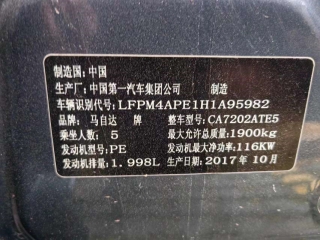 制造国:中国
生产厂:中国第一汽车集团公司 制造
车辆识别代号:LFPM4APE1H1A95982
品牌:马自达 牌 整车型号:CA7202ATE5
乘坐人数:5 最大允许总质量:1900kg
发动机型号:PE 发动机最大净功率:116KW
发动机排量:1.998L 生产日期:2017年10月